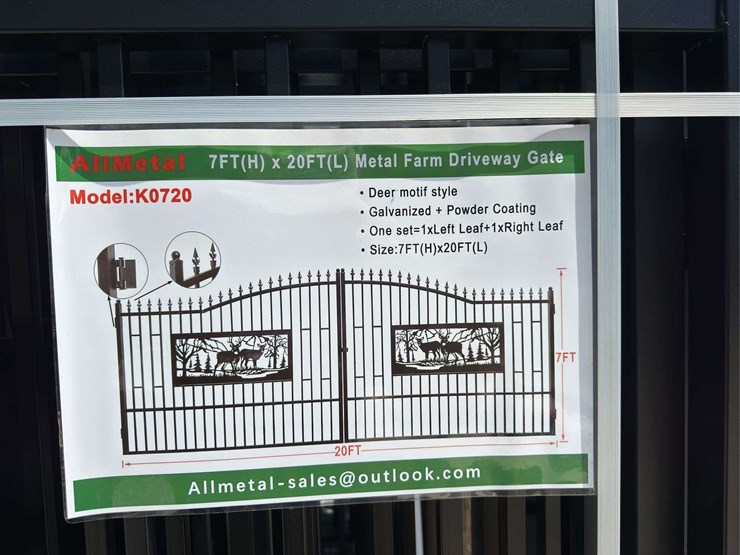 AllMetal 7FT(H) x 20FT(L) Metal Farm Driveway Gate
Model:K0720
• Deer motif style
• Galvanized + Powder Coating
• One set=1xLeft Leaf+1xRight Leaf
• Size:7FT(H)x20FT(L)
7FT
20FT
Allmetal-sales@outlook.com